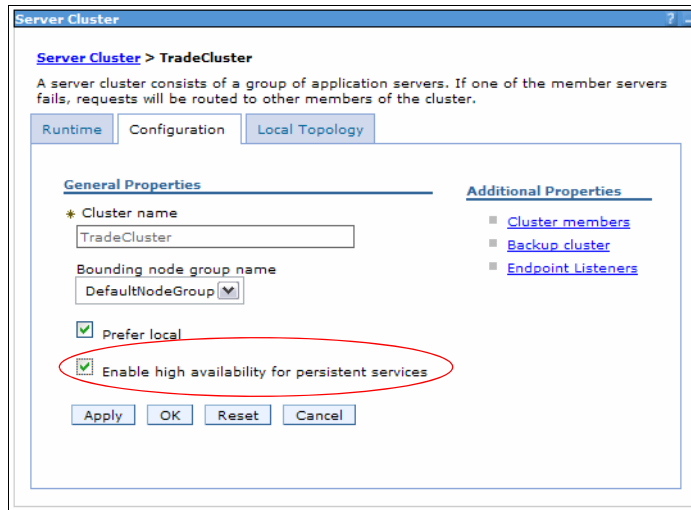 Server Cluster
?
Server Cluster > TradeCluster
A server cluster consists of a group of application servers. If one of the member servers
fails, requests will be routed to other members of the cluster.
Runtime Configuration Local Topology
General Properties
Cluster name
TradeCluster
Bounding node group name
DefaultNodeGroup
Prefer local
Enable high availability for persistent services
Apply OK Reset Cancel
Additional Properties
Cluster members
Backup cluster
Endpoint Listeners